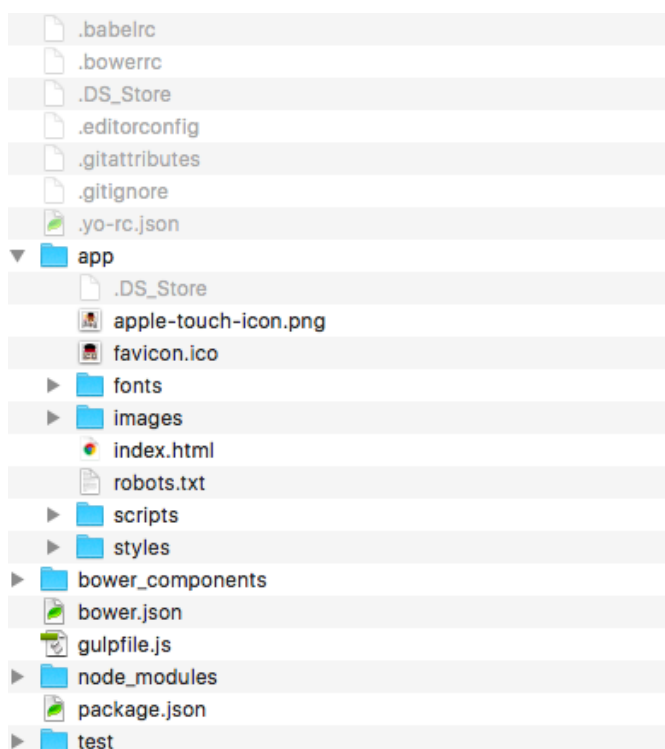 .babelrc
.bowerrc
.DS_Store
.editorconfig
.gitattributes
.gitignore
.yo-rc.json
app
.DS_Store
apple-touch-icon.png
favicon.ico
fonts
images
index.html
robots.txt
scripts
styles
bower_components
bower.json
gulpfile.js
node_modules
package.json
test